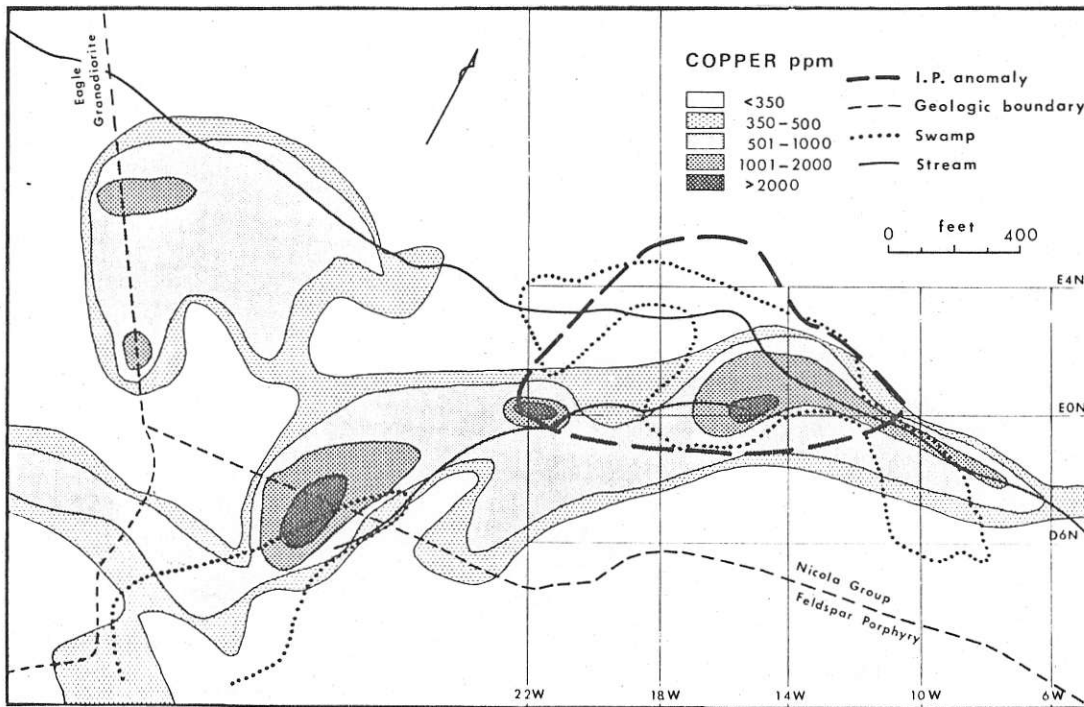 Eagle
Granodiorite
COPPER ppm
<350
350-500
501-1000
1001-2000
>2000
I.P. anomaly
Geologic boundary
Swamp
Stream
0 feet 400
E4N
E0N
D6N
Nicola Group
Feldspar Porphyry
22W 18W 14W 10W 6W